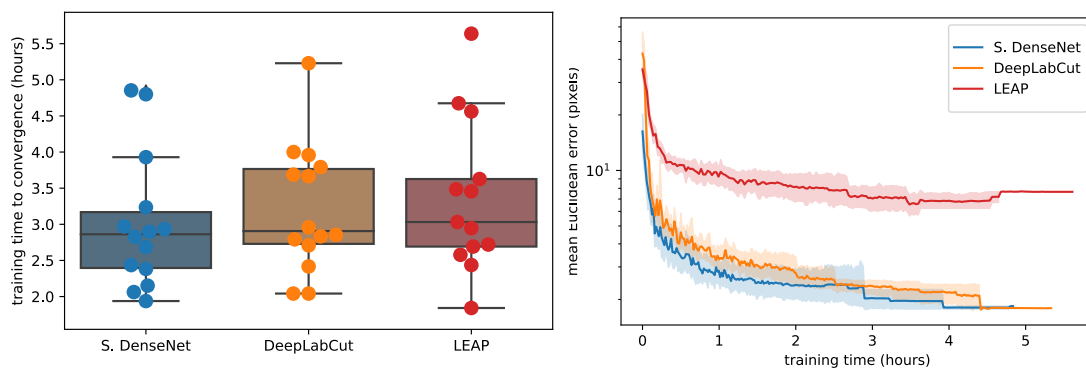 training time to convergence (hours)
5.5
5.0
4.5
4.0
3.5
3.0
2.5
2.0
S. DenseNet
DeepLabCut
LEAP
mean Euclidean error (pixels)
10¹
S. DenseNet
DeepLabCut
LEAP
0
1
2
3
4
5
training time (hours)